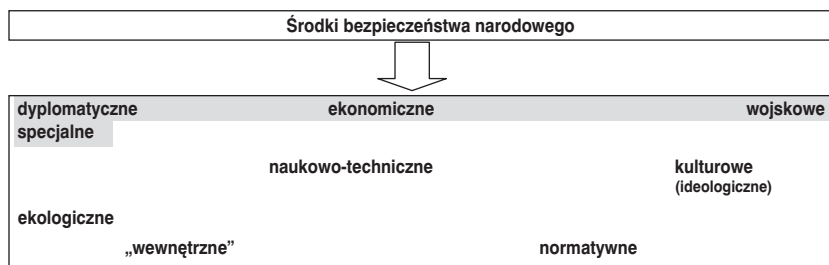 Środki bezpieczeństwa narodowego
dyplomatyczne ekonomiczne wojskowe
specjalne
naukowo-techniczne kulturowe
(ideologiczne)
ekologiczne
„wewnętrzne” normatywne